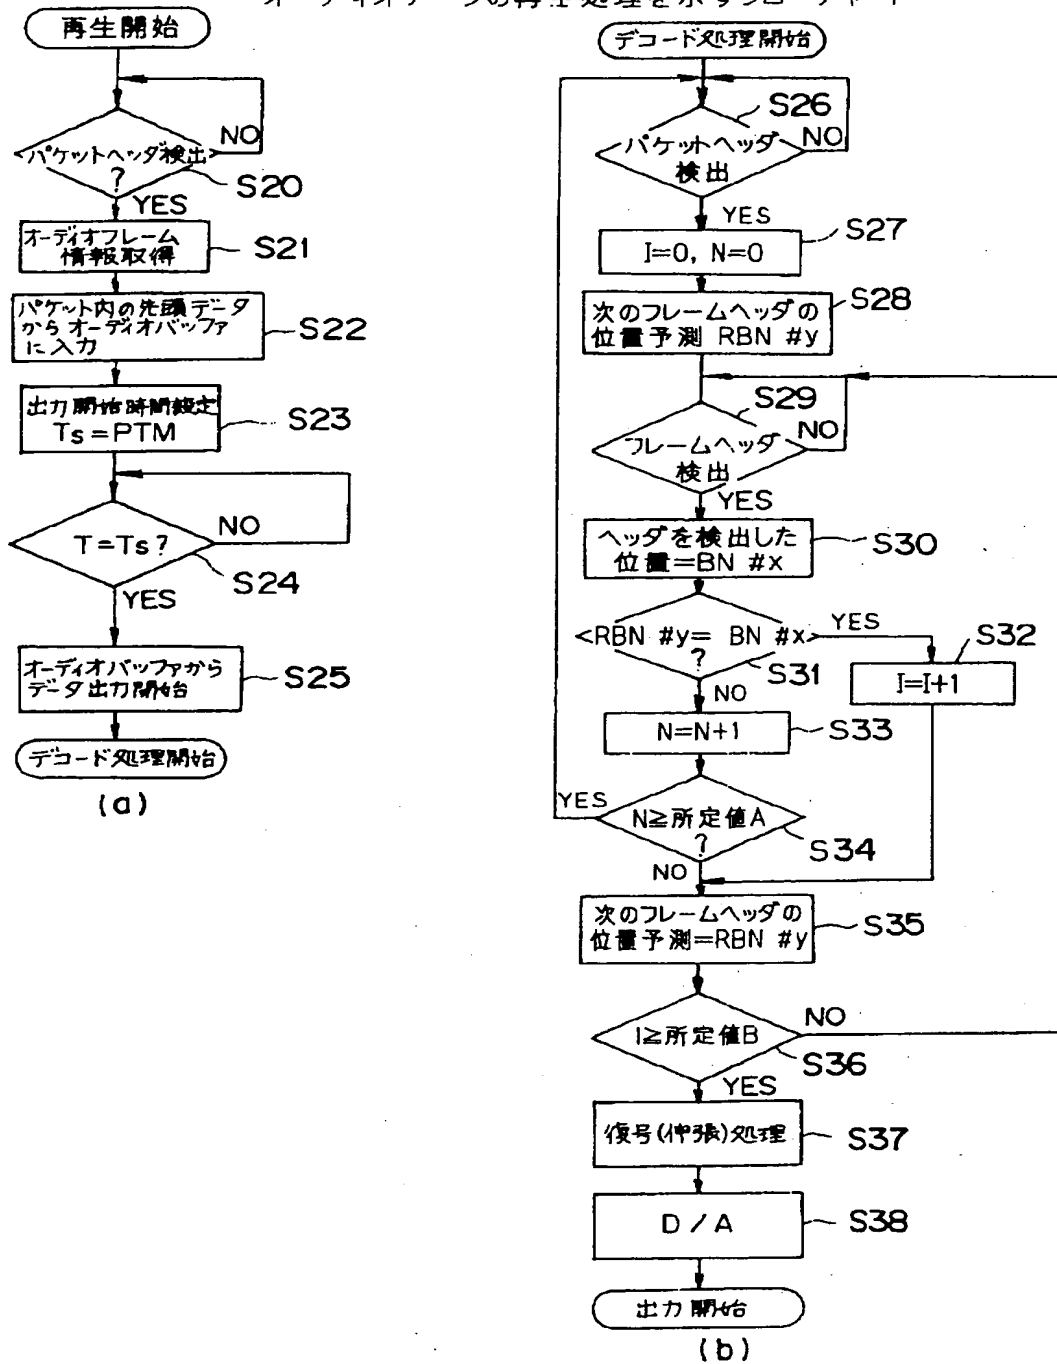 再生開始
パケットヘッダ検出
?
NO
S20
YES
オーディオフレーム
情報取得
S21
パケット内の先頭データ
からオーディオバッファ
に入力
S22
出力開始時間設定
Ts=PTM
S23
T=Ts?
NO
S24
YES
オーディオバッファから
データ出力開始
S25
デコード処理開始
(a)
デコード処理開始
S26
パケットヘッダ
検出
NO
YES
I=0, N=0
S27
次のフレームヘッダの
位置予測 RBN #y
S28
S29
フレームヘッダ
検出
NO
YES
ヘッダを検出した
位置=BN #x
S30
RBN #y= BN #x
?
YES
S31
S32
I=I+1
NO
N=N+1
S33
YES
N≧所定値A
?
S34
NO
次のフレームヘッダの
位置予測=RBN #y
S35
I≧所定値B
NO
S36
YES
復号(伸張)処理
S37
D/A
S38
出力開始
(b)